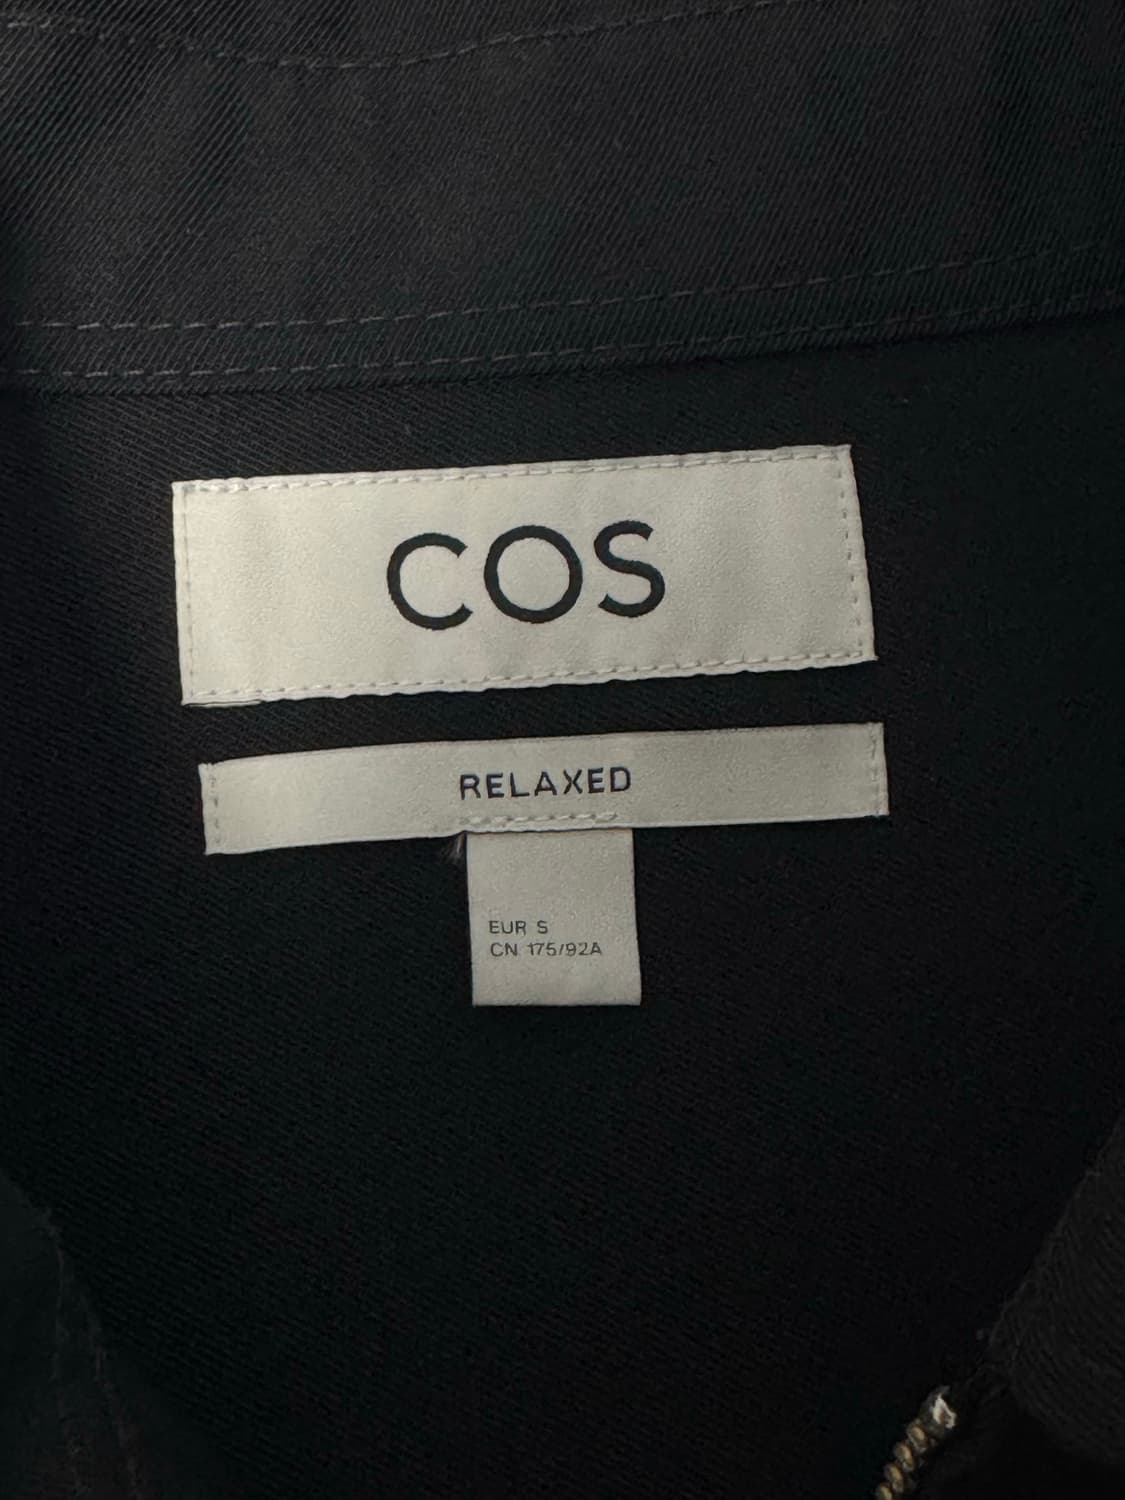 COS
RELAXED
EUR S
CN 175/92A